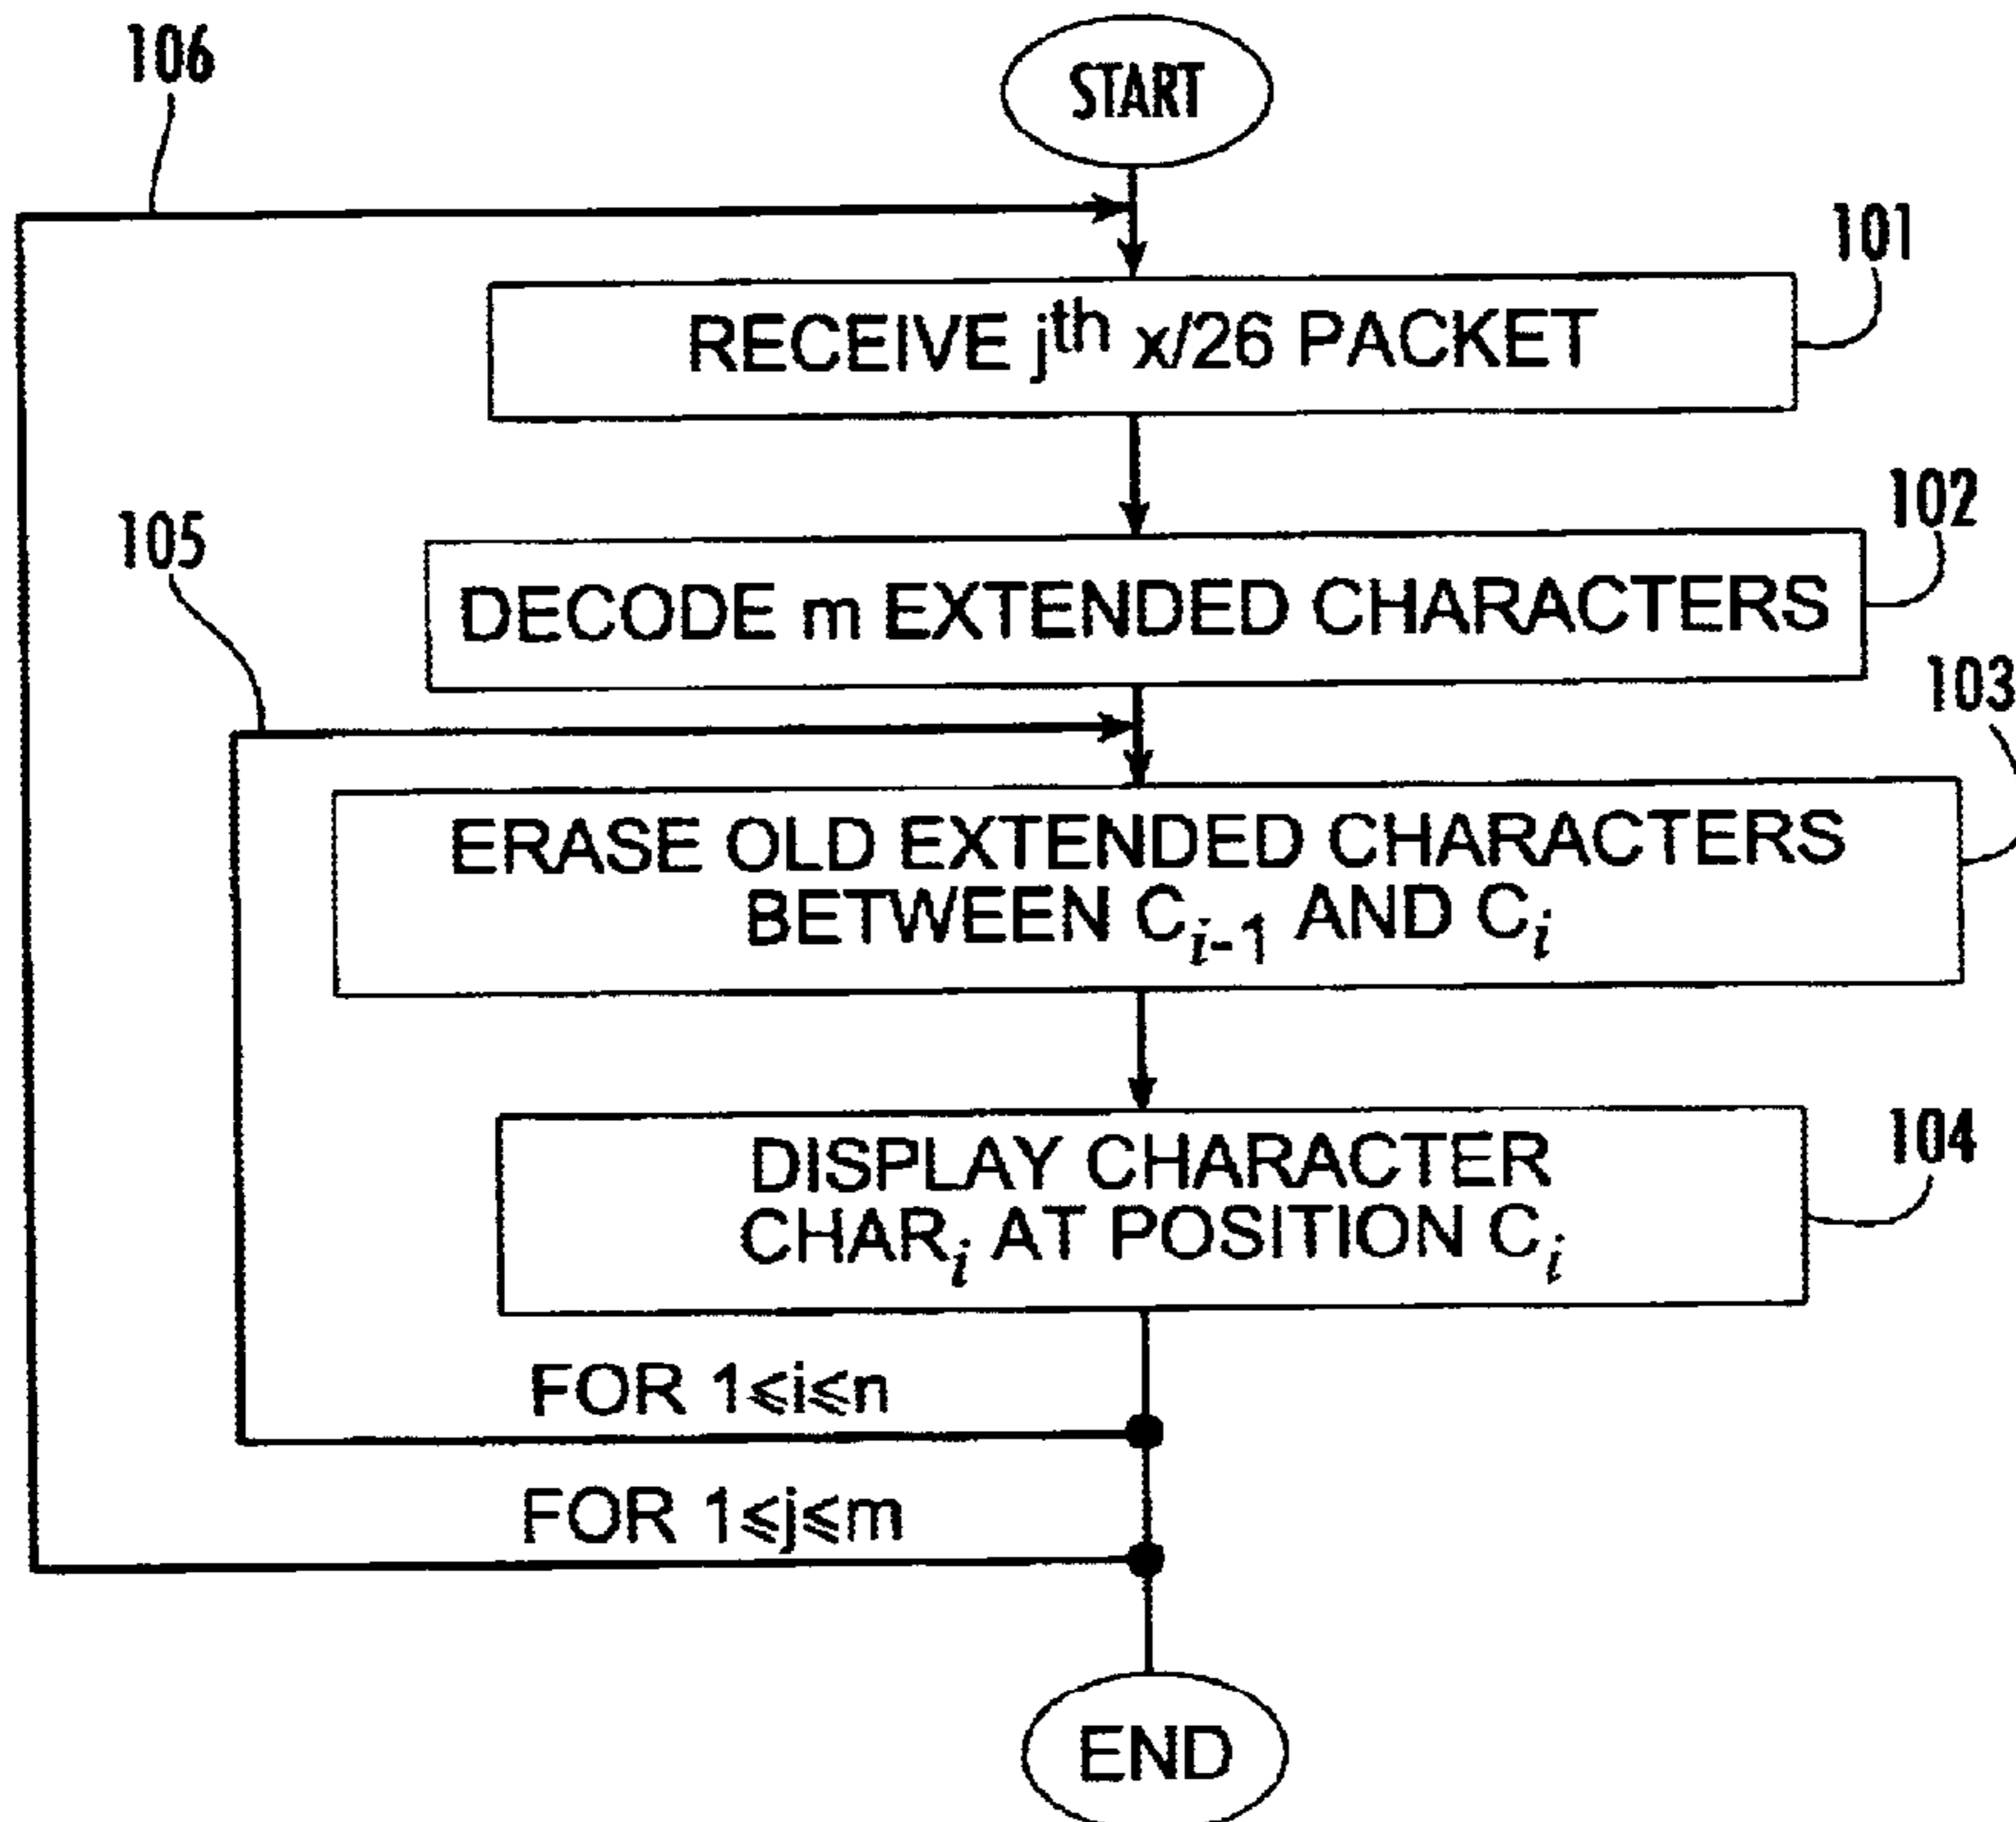 106
START
101
RECEIVE jth x/26 PACKET
102
DECODE m EXTENDED CHARACTERS
105
103
ERASE OLD EXTENDED CHARACTERS
BETWEEN Ci-1 AND Ci
104
DISPLAY CHARACTER
CHARi AT POSITION Ci
FOR 1⩽i⩽n
FOR 1⩽j⩽m
END